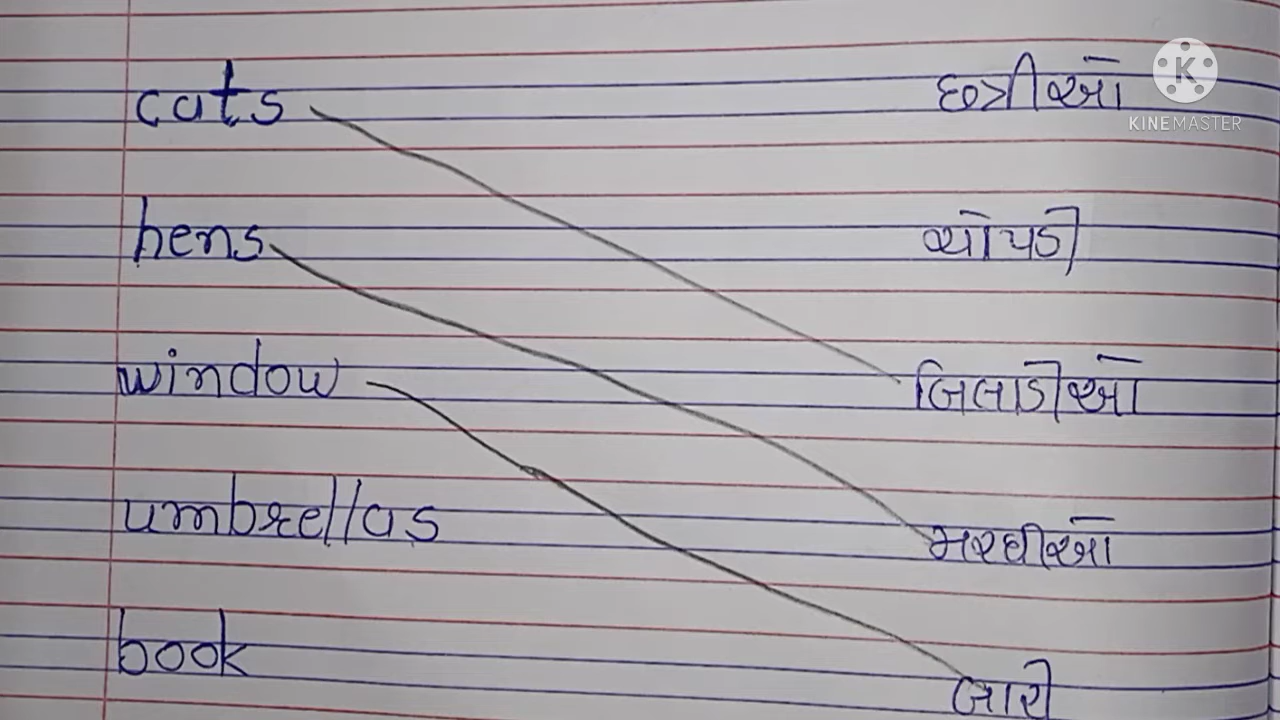 cats છત્રીઓ
KINEMASTER
hens ચોપડી
window બિલાડીઓ
umbrellas મરઘીઓ
book બારી